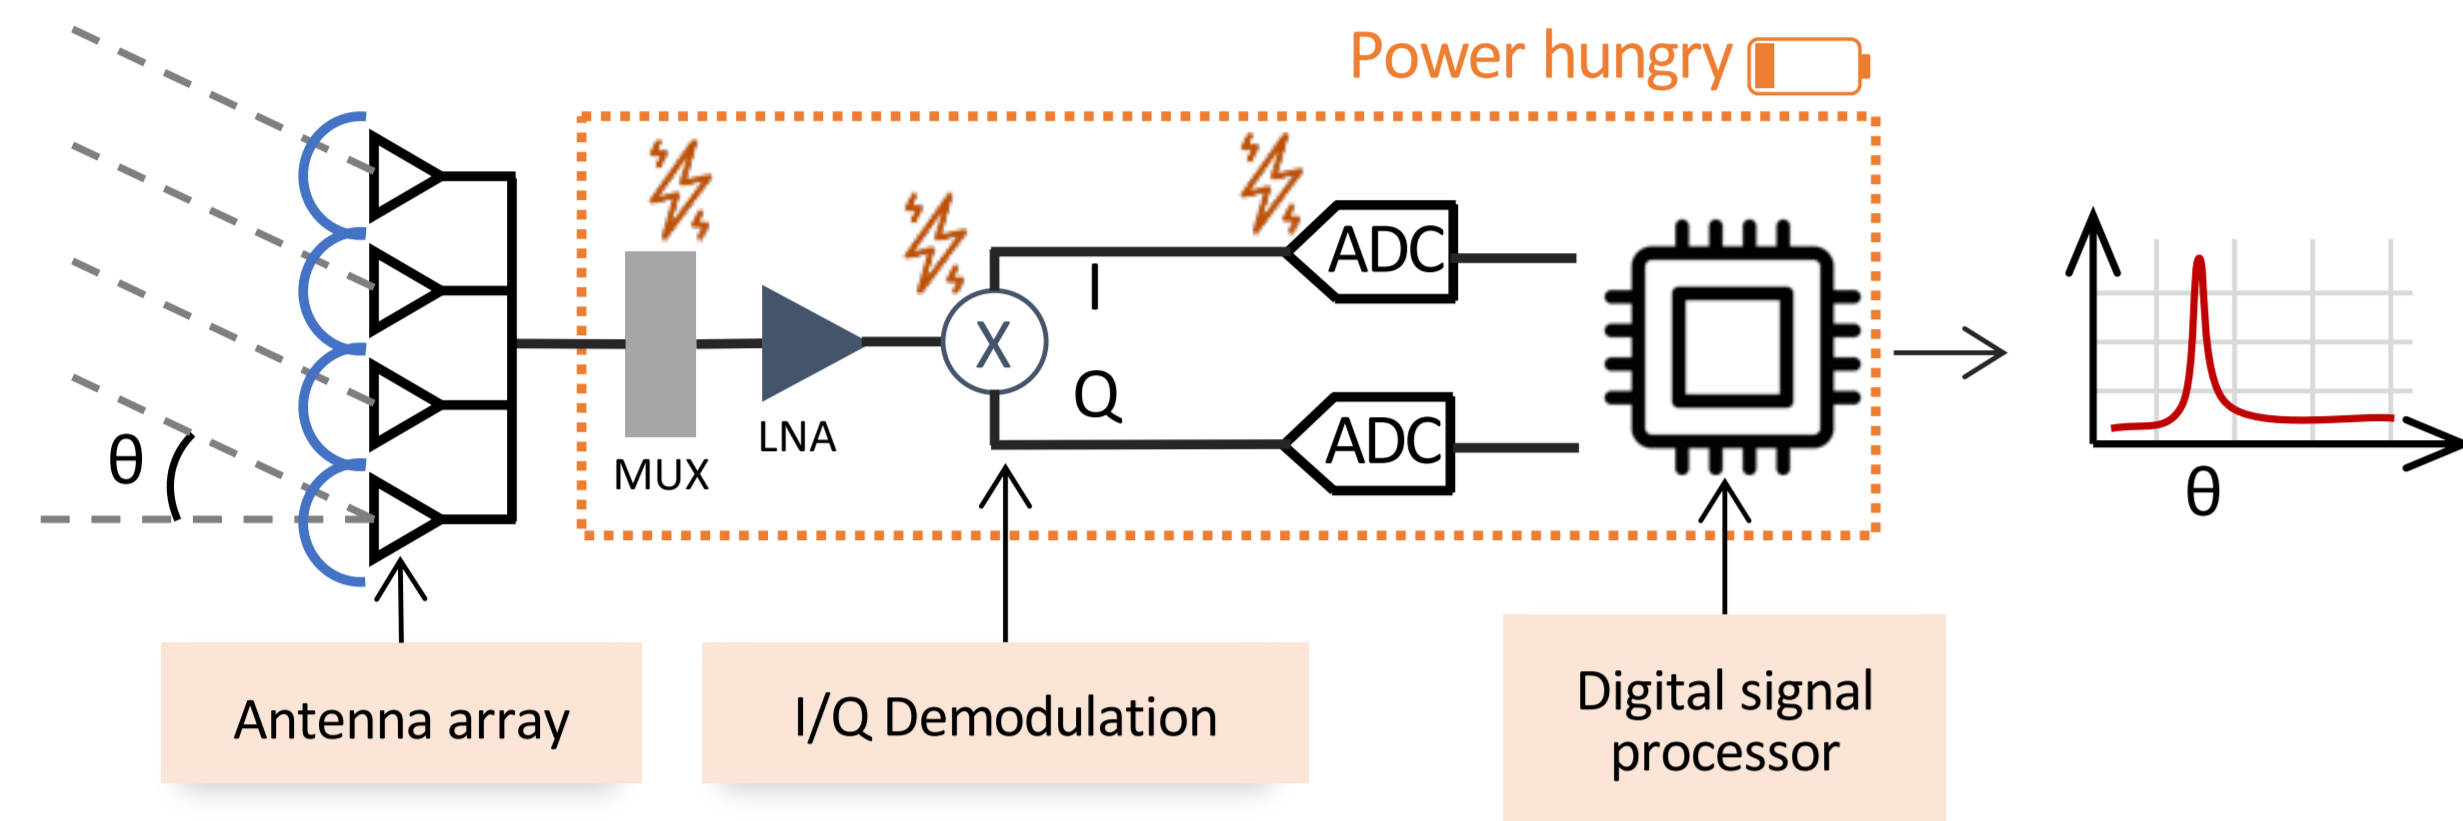 Power hungry
ADC
I
X
Q
LNA
ADC
MUX
θ
θ
Antenna array
I/Q Demodulation
Digital signal
processor